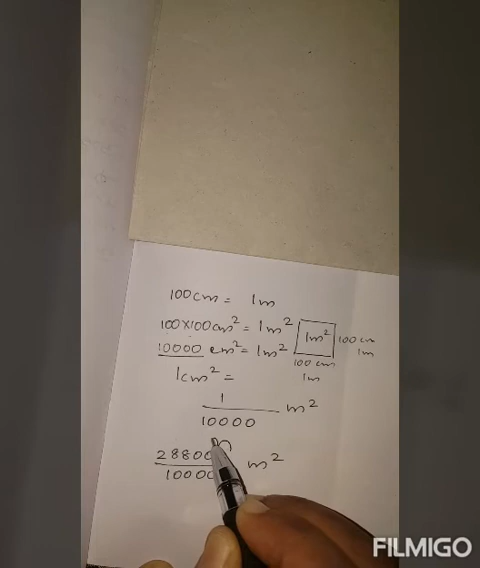 100cm = 1m
100×100cm² = 1m²
1m²
100 cm
10000 cm² = 1m²
1m
100 cm
1cm² =
1m
1
m²
10000
m²
FILMIGO